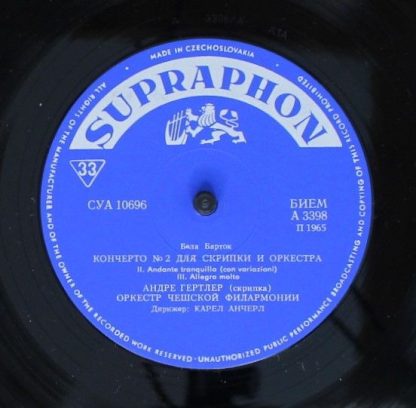 MADE IN CZECHOSLOVAKIA
ALL RIGHTS OF THE MANUFACTURER AND OF THE OWNER OF THE RECORDED WORK RESERVED · UNAUTHORIZED PUBLIC PERFORMANCE BROADCASTING AND COPYING OF THIS RECORD PROHIBITED
SUPRAPHON
33
СУА 10696
БИЕМ
А 3398
П 1965
Бела Барток
КОНЧЕРТО № 2 ДЛЯ СКРИПКИ И ОРКЕСТРА
II. Andante tranquilla (con variazioni)
III. Allegro molto
АНДРЕ ГЕРТЛЕР (скрипка)
ОРКЕСТР ЧЕШСКОЙ ФИЛАРМОНИИ
Дирижер: КАРЕЛ АНЧЕРЛ